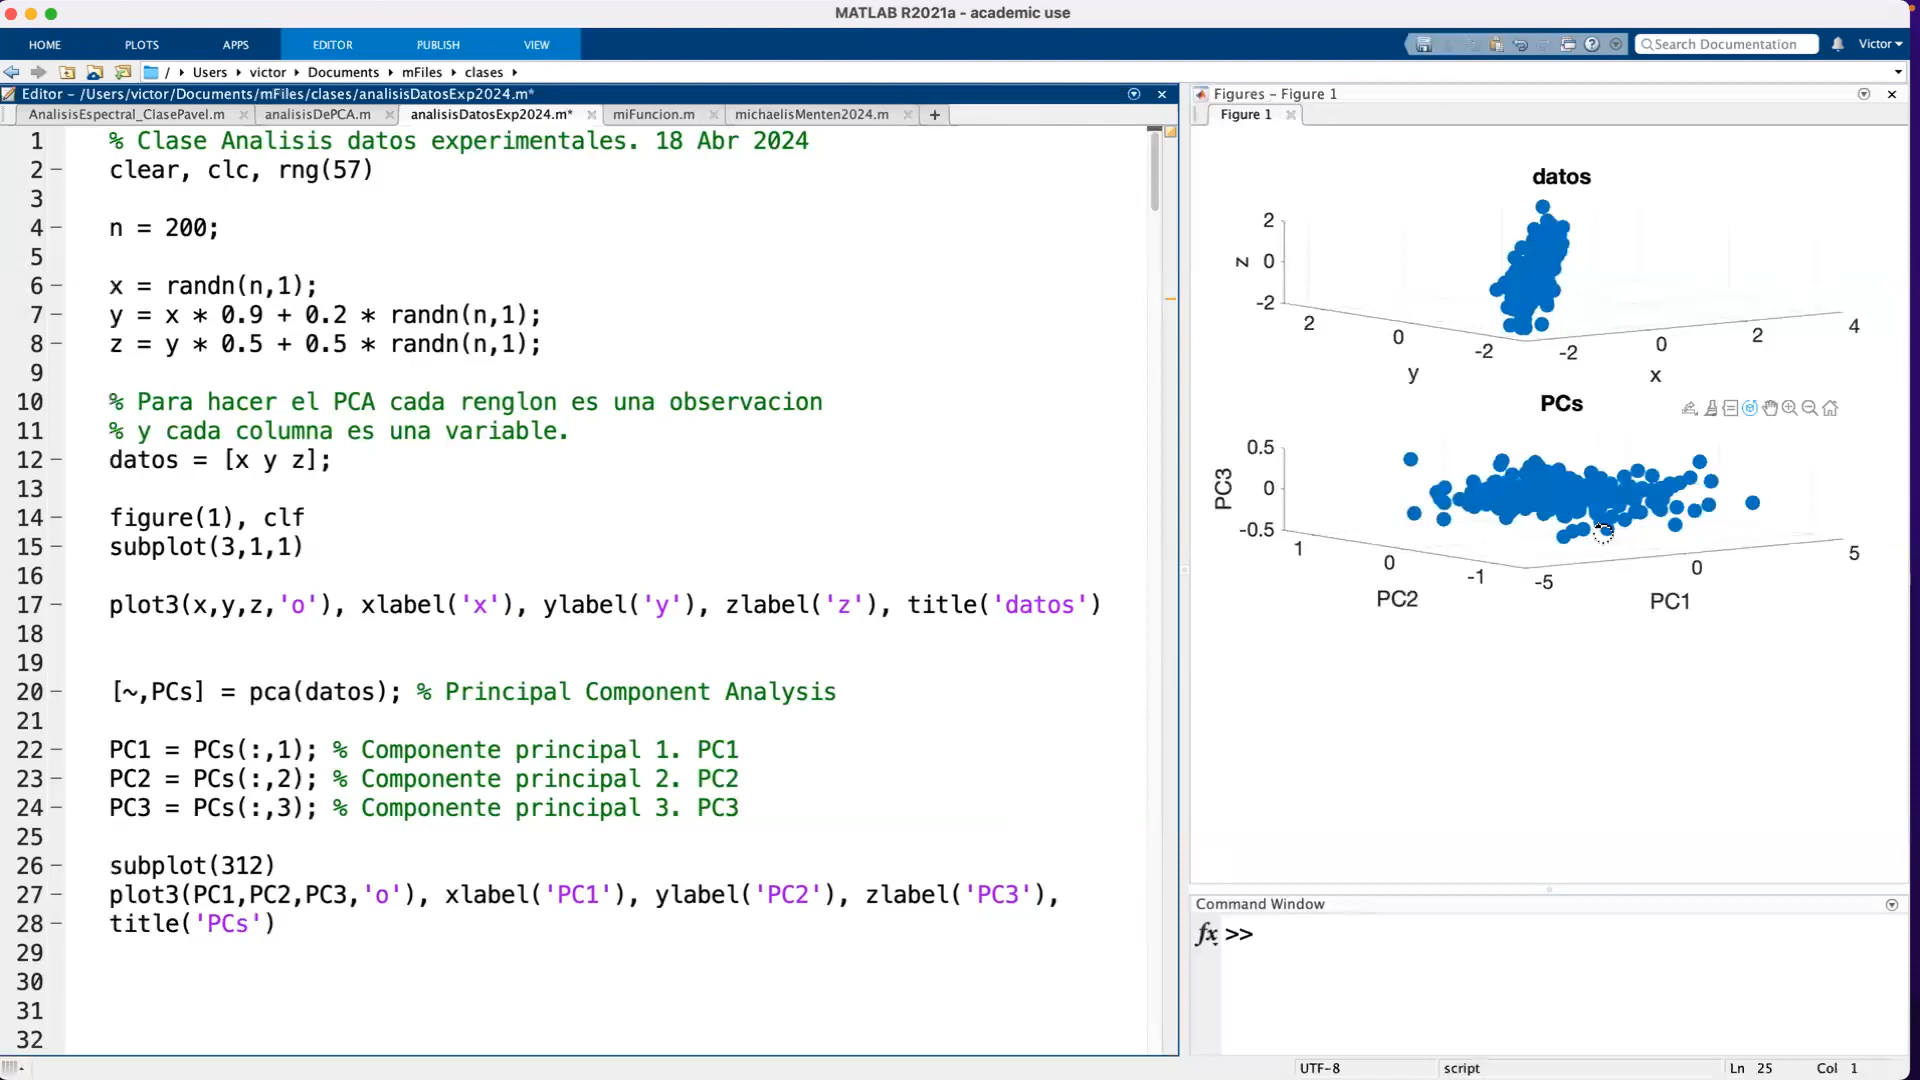 MATLAB R2021a - academic use
HOME PLOTS APPS EDITOR PUBLISH VIEW Search Documentation Victor
/ Users victor Documents mFiles clases
Editor - /Users/victor/Documents/mFiles/clases/analisisDatosExp2024.m*
AnalisisEspectral_ClasePavel.m analisisDePCA.m analisisDatosExp2024.m* miFuncion.m michaelisMenten2024.m +
1 % Clase Analisis datos experimentales. 18 Abr 2024
2 clear, clc, rng(57)
3
4 n = 200;
5
6 x = randn(n,1);
7 y = x * 0.9 + 0.2 * randn(n,1);
8 z = y * 0.5 + 0.5 * randn(n,1);
9
10 % Para hacer el PCA cada renglon es una observacion
11 % y cada columna es una variable.
12 datos = [x y z];
13
14 figure(1), clf
15 subplot(3,1,1)
16
17 plot3(x,y,z,'o'), xlabel('x'), ylabel('y'), zlabel('z'), title('datos')
18
19
20 [~,PCs] = pca(datos); % Principal Component Analysis
21
22 PC1 = PCs(:,1); % Componente principal 1. PC1
23 PC2 = PCs(:,2); % Componente principal 2. PC2
24 PC3 = PCs(:,3); % Componente principal 3. PC3
25
26 subplot(312)
27 plot3(PC1,PC2,PC3,'o'), xlabel('PC1'), ylabel('PC2'), zlabel('PC3'),
28 title('PCs')
29
30
31
32
Figures - Figure 1
Figure 1
datos
2
z 0
-2
2 0 -2 -2 0 2 4
y x
PCs
0.5
PC3 0
-0.5
1 0 -1 -5 0 5
PC2 PC1
Command Window
fx >>
UTF-8 script Ln 25 Col 1